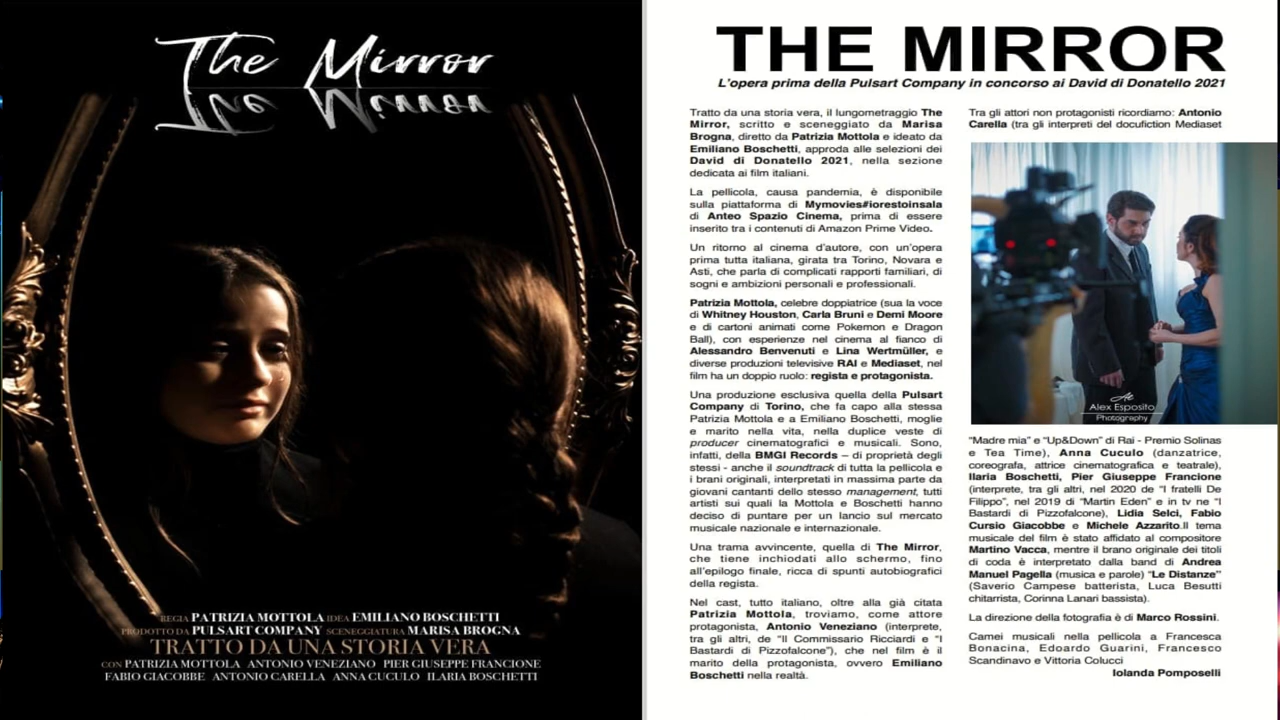 The Mirror
REGIA PATRIZIA MOTTOLA IDEA EMILIANO BOSCHETTI
PRODOTTO DA PULSART COMPANY SCENEGGIATURA MARISA BROGNA
TRATTO DA UNA STORIA VERA
CON PATRIZIA MOTTOLA ANTONIO VENEZIANO PIER GIUSEPPE FRANCIONE
FABIO GIACOBBE ANTONIO CARELLA ANNA CUCULO ILARIA BOSCHETTI
THE MIRROR
L'opera prima della Pulsart Company in concorso ai David di Donatello 2021
Tratto da una storia vera, il lungometraggio The
Mirror, scritto e sceneggiato da Marisa
Brogna, diretto da Patrizia Mottola e ideato da
Emiliano Boschetti, approda alle selezioni dei
David di Donatello 2021, nella sezione
dedicata ai film italiani.
La pellicola, causa pandemia, è disponibile
sulla piattaforma di Mymovies#iorestoinsala
di Anteo Spazio Cinema, prima di essere
inserito tra i contenuti di Amazon Prime Video.
Un ritorno al cinema d'autore, con un'opera
prima tutta italiana, girata tra Torino, Novara e
Asti, che parla di complicati rapporti familiari, di
sogni e ambizioni personali e professionali.
Patrizia Mottola, celebre doppiatrice (sua la voce
di Whitney Houston, Carla Bruni e Demi Moore
e di cartoni animati come Pokemon e Dragon
Ball), con esperienze nel cinema al fianco di
Alessandro Benvenuti e Lina Wertmüller, e
diverse produzioni televisive RAI e Mediaset, nel
film ha un doppio ruolo: regista e protagonista.
Una produzione esclusiva quella della Pulsart
Company di Torino, che fa capo alla stessa
Patrizia Mottola e a Emiliano Boschetti, moglie
e marito nella vita, nella duplice veste di
producer cinematografici e musicali. Sono,
infatti, della BMGI Records – di proprietà degli
stessi - anche il soundtrack di tutta la pellicola e
i brani originali, interpretati in massima parte da
giovani cantanti dello stesso management, tutti
artisti sui quali la Mottola e Boschetti hanno
deciso di puntare per un lancio sul mercato
musicale nazionale e internazionale.
Una trama avvincente, quella di The Mirror,
che tiene inchiodati allo schermo, fino
all'epilogo finale, ricca di spunti autobiografici
della regista.
Nel cast, tutto italiano, oltre alla già citata
Patrizia Mottola, troviamo, come attore
protagonista, Antonio Veneziano (interprete,
tra gli altri, de “Il Commissario Ricciardi e “I
Bastardi di Pizzofalcone”), che nel film è il
marito della protagonista, ovvero Emiliano
Boschetti nella realtà.
Tra gli attori non protagonisti ricordiamo: Antonio
Carella (tra gli interpreti del docufiction Mediaset
Ae
Alex Esposito
Photography
“Madre mia” e “Up&Down” di Rai - Premio Solinas
e Tea Time), Anna Cuculo (danzatrice,
coreografa, attrice cinematografica e teatrale),
Ilaria Boschetti, Pier Giuseppe Francione
(interprete, tra gli altri, nel 2020 de “I fratelli De
Filippo”, nel 2019 di “Martin Eden” e in tv ne “I
Bastardi di Pizzofalcone), Lidia Selci, Fabio
Cursio Giacobbe e Michele Azzarito.Il tema
musicale del film è stato affidato al compositore
Martino Vacca, mentre il brano originale dei titoli
di coda è interpretato dalla band di Andrea
Manuel Pagella (musica e parole) “Le Distanze”
(Saverio Campese batterista, Luca Besutti
chitarrista, Corinna Lanari bassista).
La direzione della fotografia è di Marco Rossini.
Camei musicali nella pellicola a Francesca
Bonacina, Edoardo Guarini, Francesco
Scandinavo e Vittoria Colucci
Iolanda Pomposelli